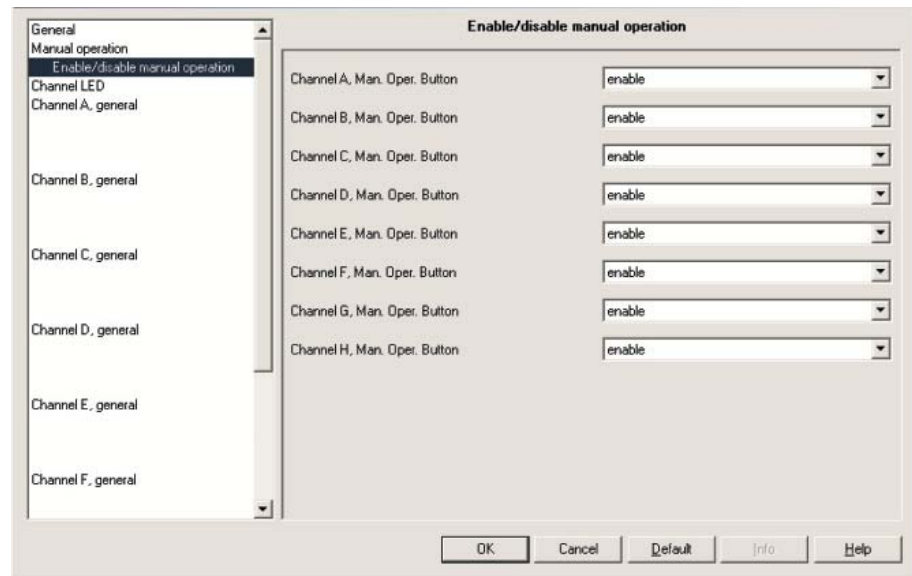 Enable/disable manual operation
General
Manual operation
Enable/disable manual operation
Channel LED
Channel A, general
Channel B, general
Channel C, general
Channel D, general
Channel E, general
Channel F, general
Channel A, Man. Oper. Button enable
Channel B, Man. Oper. Button enable
Channel C, Man. Oper. Button enable
Channel D, Man. Oper. Button enable
Channel E, Man. Oper. Button enable
Channel F, Man. Oper. Button enable
Channel G, Man. Oper. Button enable
Channel H, Man. Oper. Button enable
OK Cancel Default Info Help